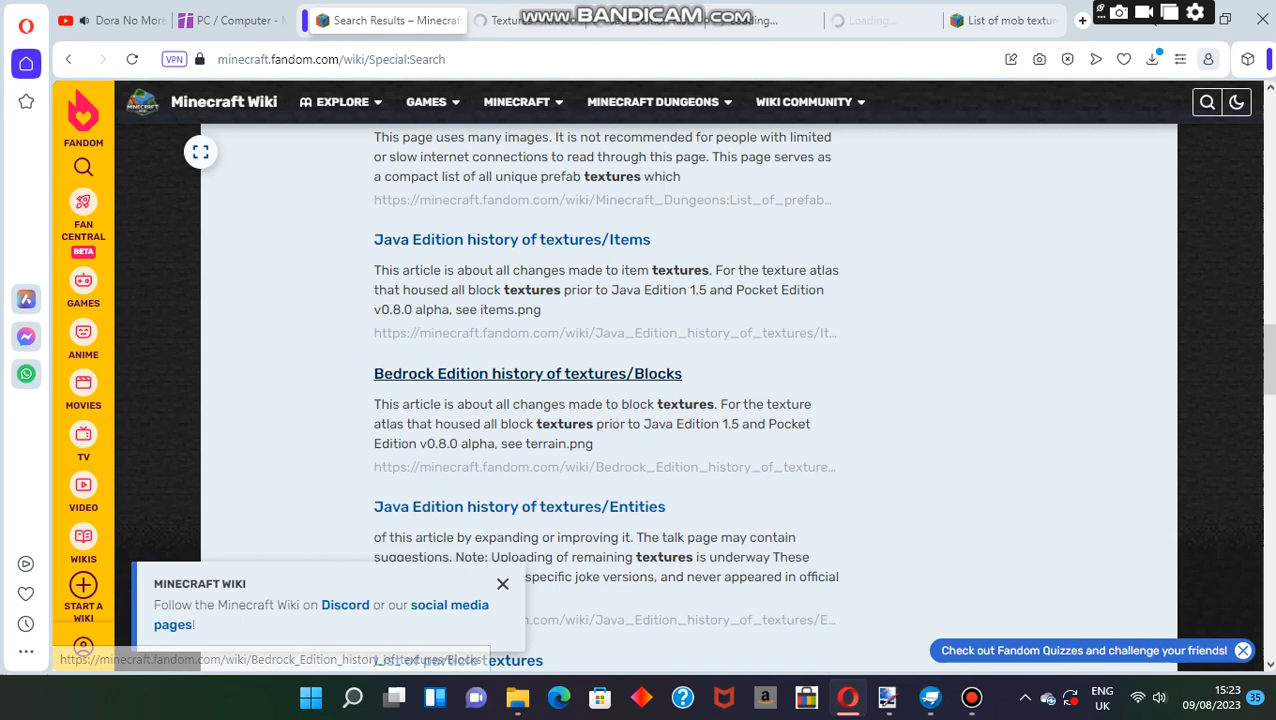 Dora No More
PC / Computer - M
Search Results – Minecraft
Textur
Loading...
List of mob textur
www.BANDICAM.com
VPN
minecraft.fandom.com/wiki/Special:Search
FANDOM
Minecraft Wiki
EXPLORE
GAMES
MINECRAFT
MINECRAFT DUNGEONS
WIKI COMMUNITY
FAN
CENTRAL
BETA
GAMES
ANIME
MOVIES
TV
VIDEO
WIKIS
START A
WIKI
This page uses many images. It is not recommended for people with limited
or slow internet connections to read through this page. This page serves as
a compact list of all unique prefab textures which
https://minecraft.fandom.com/wiki/Minecraft_Dungeons:List_of_prefab...
Java Edition history of textures/Items
This article is about all changes made to item textures. For the texture atlas
that housed all block textures prior to Java Edition 1.5 and Pocket Edition
v0.8.0 alpha, see items.png
https://minecraft.fandom.com/wiki/Java_Edition_history_of_textures/It...
Bedrock Edition history of textures/Blocks
This article is about all changes made to block textures. For the texture
atlas that housed all block textures prior to Java Edition 1.5 and Pocket
Edition v0.8.0 alpha, see terrain.png
https://minecraft.fandom.com/wiki/Bedrock_Edition_history_of_texture...
Java Edition history of textures/Entities
of this article by expanding or improving it. The talk page may contain
suggestions. Note: Uploading of remaining textures is underway These
specific joke versions, and never appeared in official
om.com/wiki/Java_Edition_history_of_textures/E...
List of particle textures
MINECRAFT WIKI
Follow the Minecraft Wiki on Discord or our social media
pages!
Check out Fandom Quizzes and challenge your friends!
https://minecraft.fandom.com/wiki/Bedrock_Edition_history_of_textures/Blocks
ENG
UK
15:23
09/08/2023
35